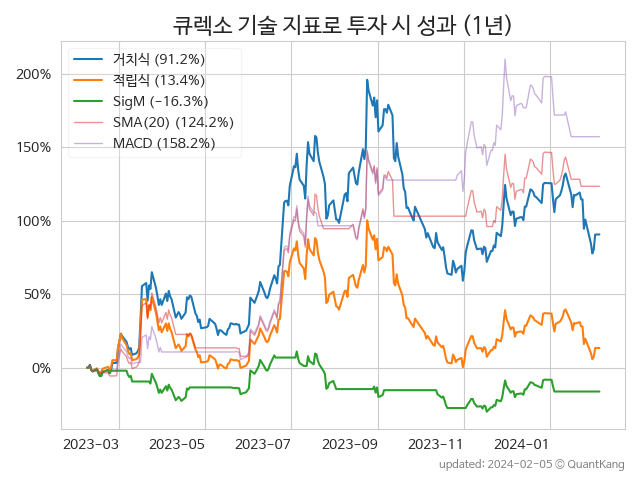 큐렉소 기술 지표로 투자 시 성과 (1년)
거치식 (91.2%)
적립식 (13.4%)
SigM (−16.3%)
SMA(20) (124.2%)
MACD (158.2%)
200%
150%
100%
50%
0%
2023-03 2023-05 2023-07 2023-09 2023-11 2024-01
updated: 2024-02-05 © QuantKang